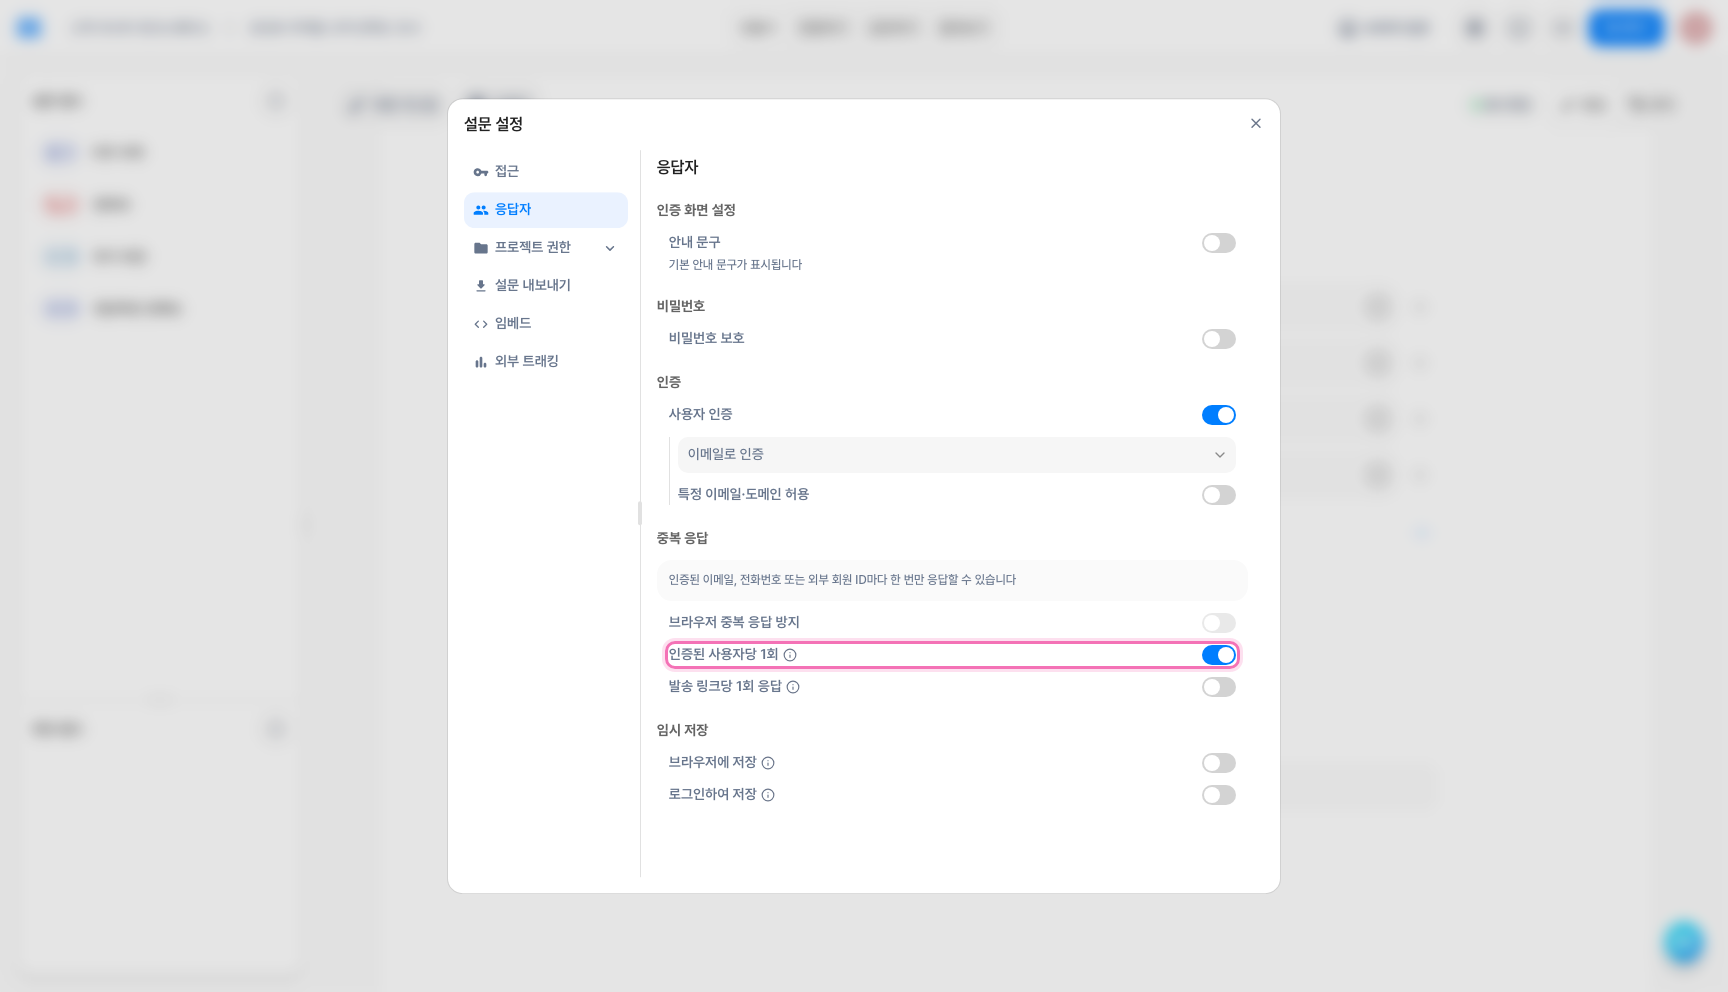 설문 설정
접근
응답자
프로젝트 권한
설문 내보내기
임베드
외부 트래킹
응답자
인증 화면 설정
안내 문구
기본 안내 문구가 표시됩니다
비밀번호
비밀번호 보호
인증
사용자 인증
이메일로 인증
특정 이메일·도메인 허용
중복 응답
인증된 이메일, 전화번호 또는 외부 회원 ID마다 한 번만 응답할 수 있습니다
브라우저 중복 응답 방지
인증된 사용자당 1회
발송 링크당 1회 응답
임시 저장
브라우저에 저장
로그인하여 저장